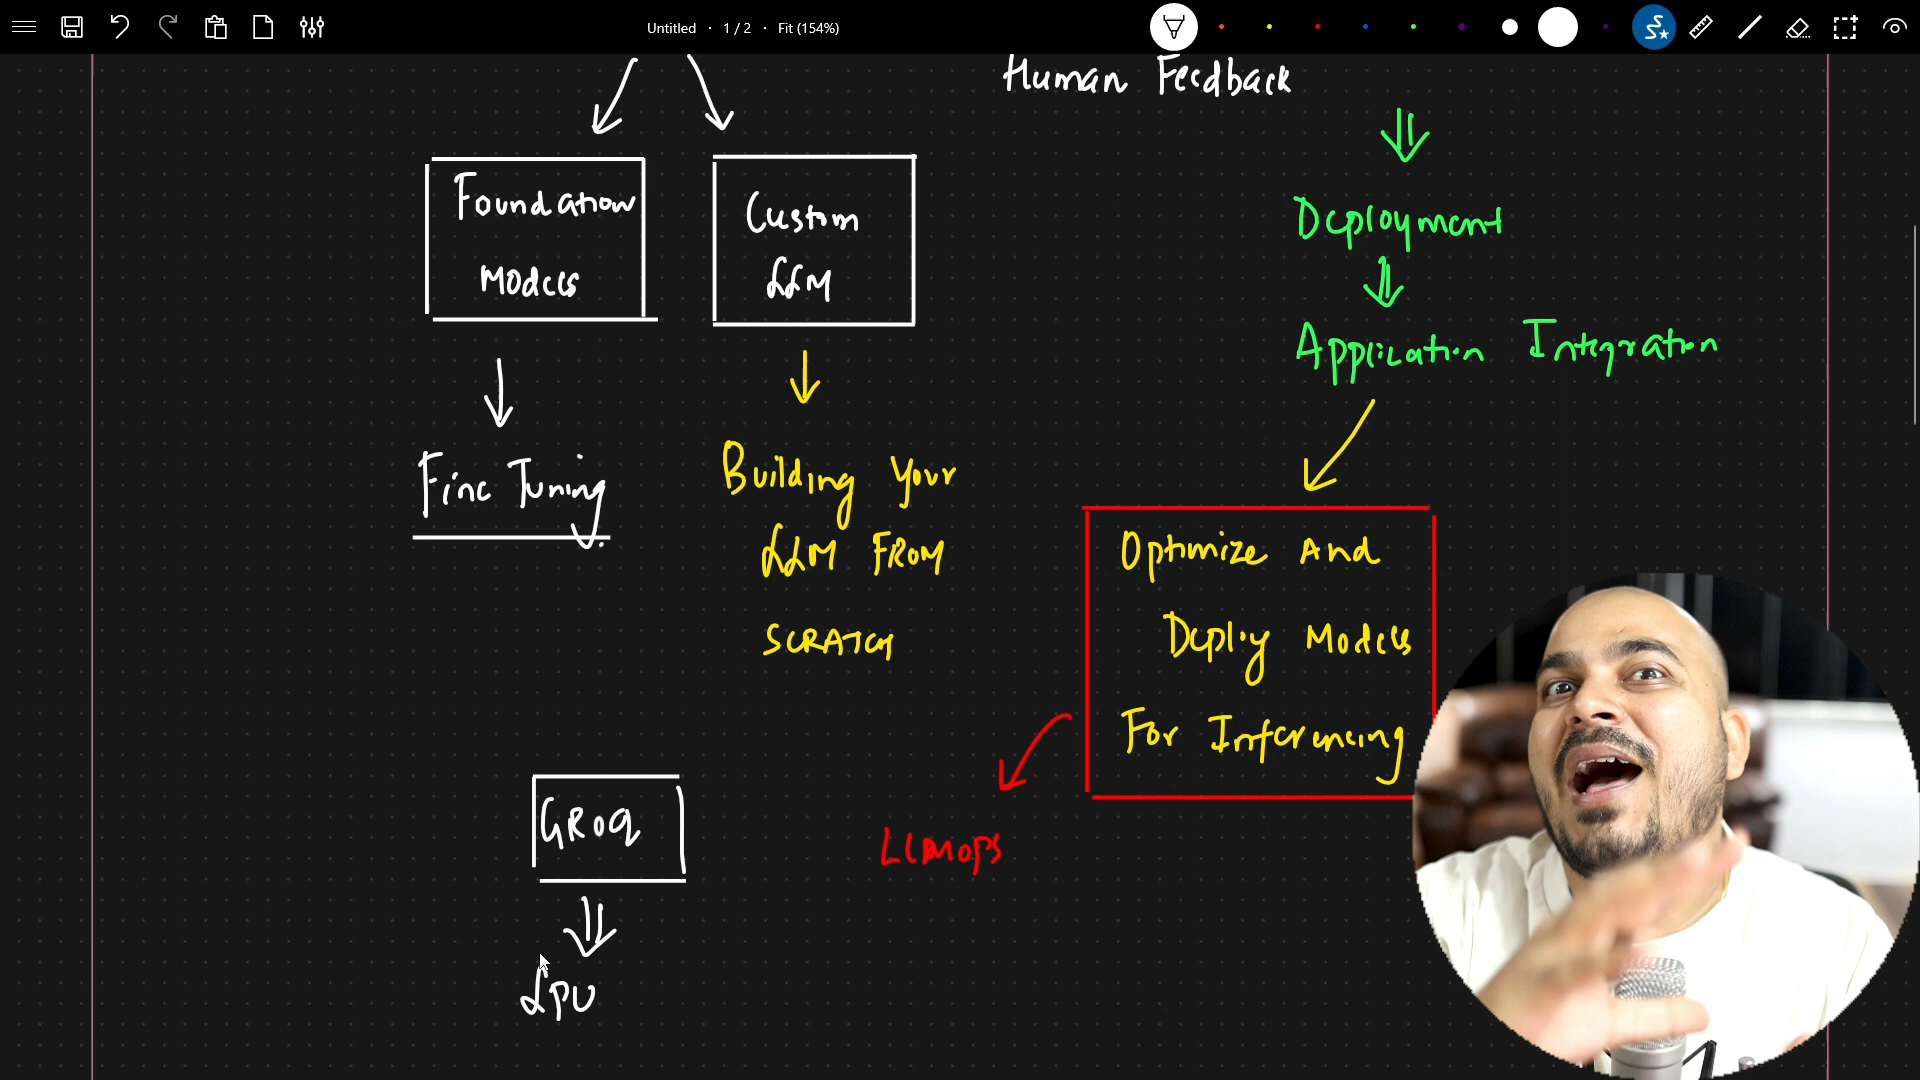 Untitled · 1 / 2 · Fit (154%)
Human Feedback
Foundation
Models
Custom
LLM
Fine Tuning
Building Your
LLM FROM
SCRATCH
Deployment
Application Integration
Optimize And
Deploy Models
For Inferencing
LLMOPS
GROQ
LPU